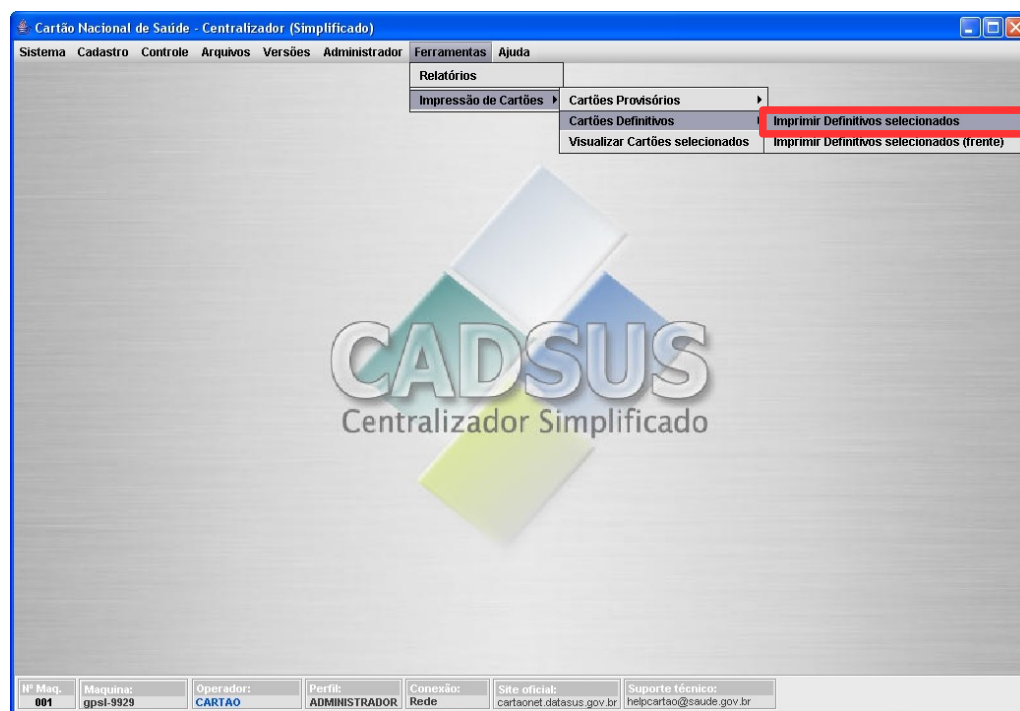 Cartão Nacional de Saúde - Centralizador (Simplificado)
Sistema Cadastro Controle Arquivos Versões Administrador Ferramentas Ajuda
Relatórios
Impressão de Cartões
Cartões Provisórios
Cartões Definitivos
Visualizar Cartões selecionados
Imprimir Definitivos selecionados
Imprimir Definitivos selecionados (frente)
CADSUS
Centralizador Simplificado
Nº Maq. Maquina: Operador: Perfil: Conexão: Site oficial: Suporte técnico:
001 gpsl-9929 CARTAO ADMINISTRADOR Rede cartaonet.datasus.gov.br helpcartao@saude.gov.br